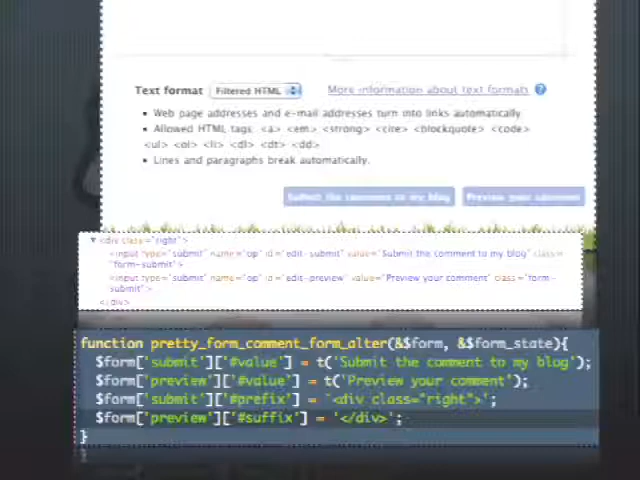 Text format Filtered HTML More information about text formats ?
Web page addresses and e-mail addresses turn into links automatically
Allowed HTML tags: <a> <em> <strong> <cite> <blockquote> <code>
<ul> <ol> <li> <dl> <dt> <dd>
Lines and paragraphs break automatically.
Submit the comment to my blog Preview your comment
<div class="right">
<input type="submit" name="op" id="edit-submit" value="Submit the comment to my blog" class=
"form-submit">
<input type="submit" name="op" id="edit-preview" value="Preview your comment" class="form-
submit">
</div>
function pretty_form_comment_form_alter(&$form, &$form_state){
$form['submit']['#value'] = t('Submit the comment to my blog');
$form['preview']['#value'] = t('Preview your comment');
$form['submit']['#prefix'] = '<div class="right">';
$form['preview']['#suffix'] = '</div>';
}